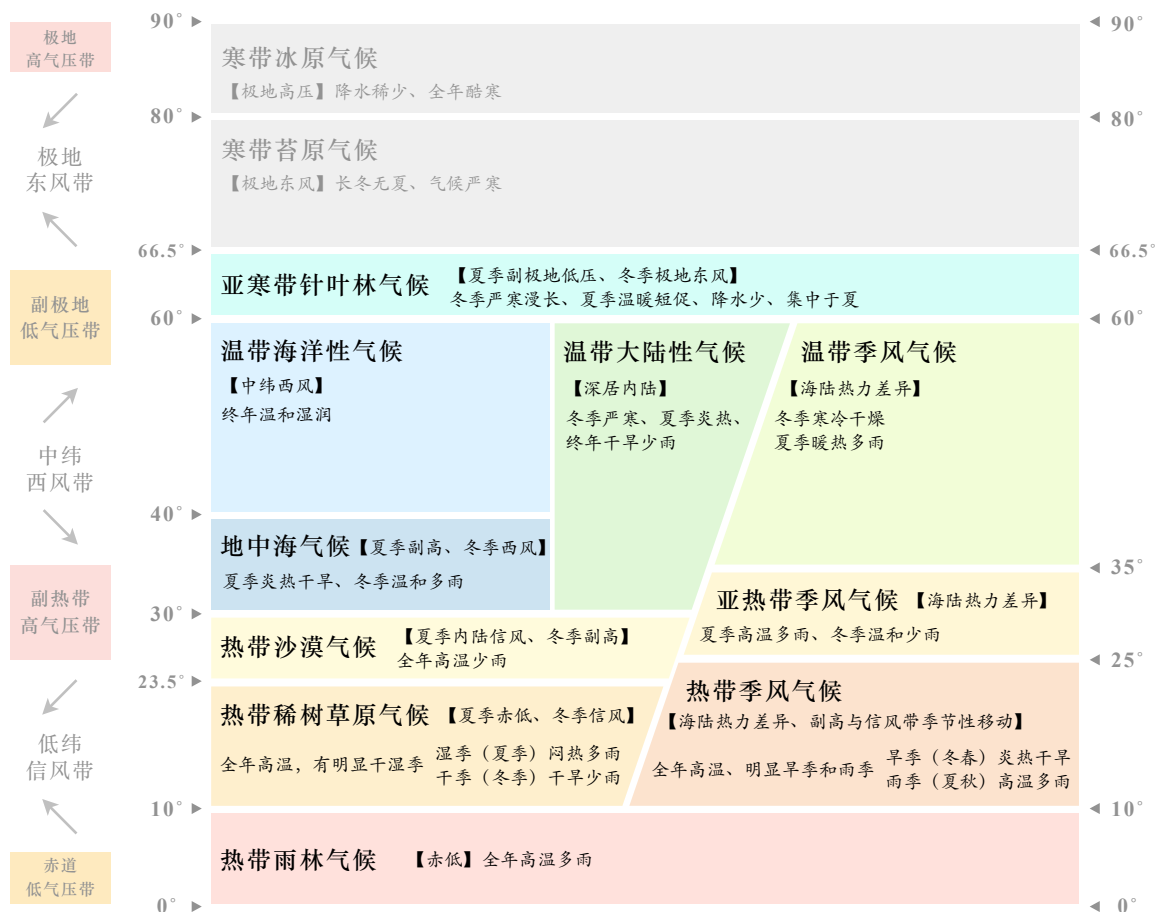 90°
90°
极地
高气压带
寒带冰原气候
【极地高压】降水稀少、全年酷寒
80°
80°
极地
东风带
寒带苔原气候
【极地东风】长冬无夏、气候严寒
66.5°
66.5°
亚寒带针叶林气候
【夏季副极地低压、冬季极地东风】
冬季严寒漫长、夏季温暖短促、降水少、集中于夏
副极地
低气压带
60°
60°
温带海洋性气候
【中纬西风】
终年温和湿润
温带大陆性气候
【深居内陆】
冬季严寒、夏季炎热、
终年干旱少雨
温带季风气候
【海陆热力差异】
冬季寒冷干燥
夏季暖热多雨
中纬
西风带
40°
地中海气候【夏季副高、冬季西风】
夏季炎热干旱、冬季温和多雨
35°
副热带
高气压带
亚热带季风气候 【海陆热力差异】
夏季高温多雨、冬季温和少雨
30°
热带沙漠气候
【夏季内陆信风、冬季副高】
全年高温少雨
25°
23.5°
热带稀树草原气候 【夏季赤低、冬季信风】
全年高温，有明显干湿季
湿季（夏季）闷热多雨
干季（冬季）干旱少雨
热带季风气候
【海陆热力差异、副高与信风带季节性移动】
全年高温、明显旱季和雨季
旱季（冬春）炎热干旱
雨季（夏秋）高温多雨
低纬
信风带
10°
10°
热带雨林气候 【赤低】全年高温多雨
赤道
低气压带
0°
0°